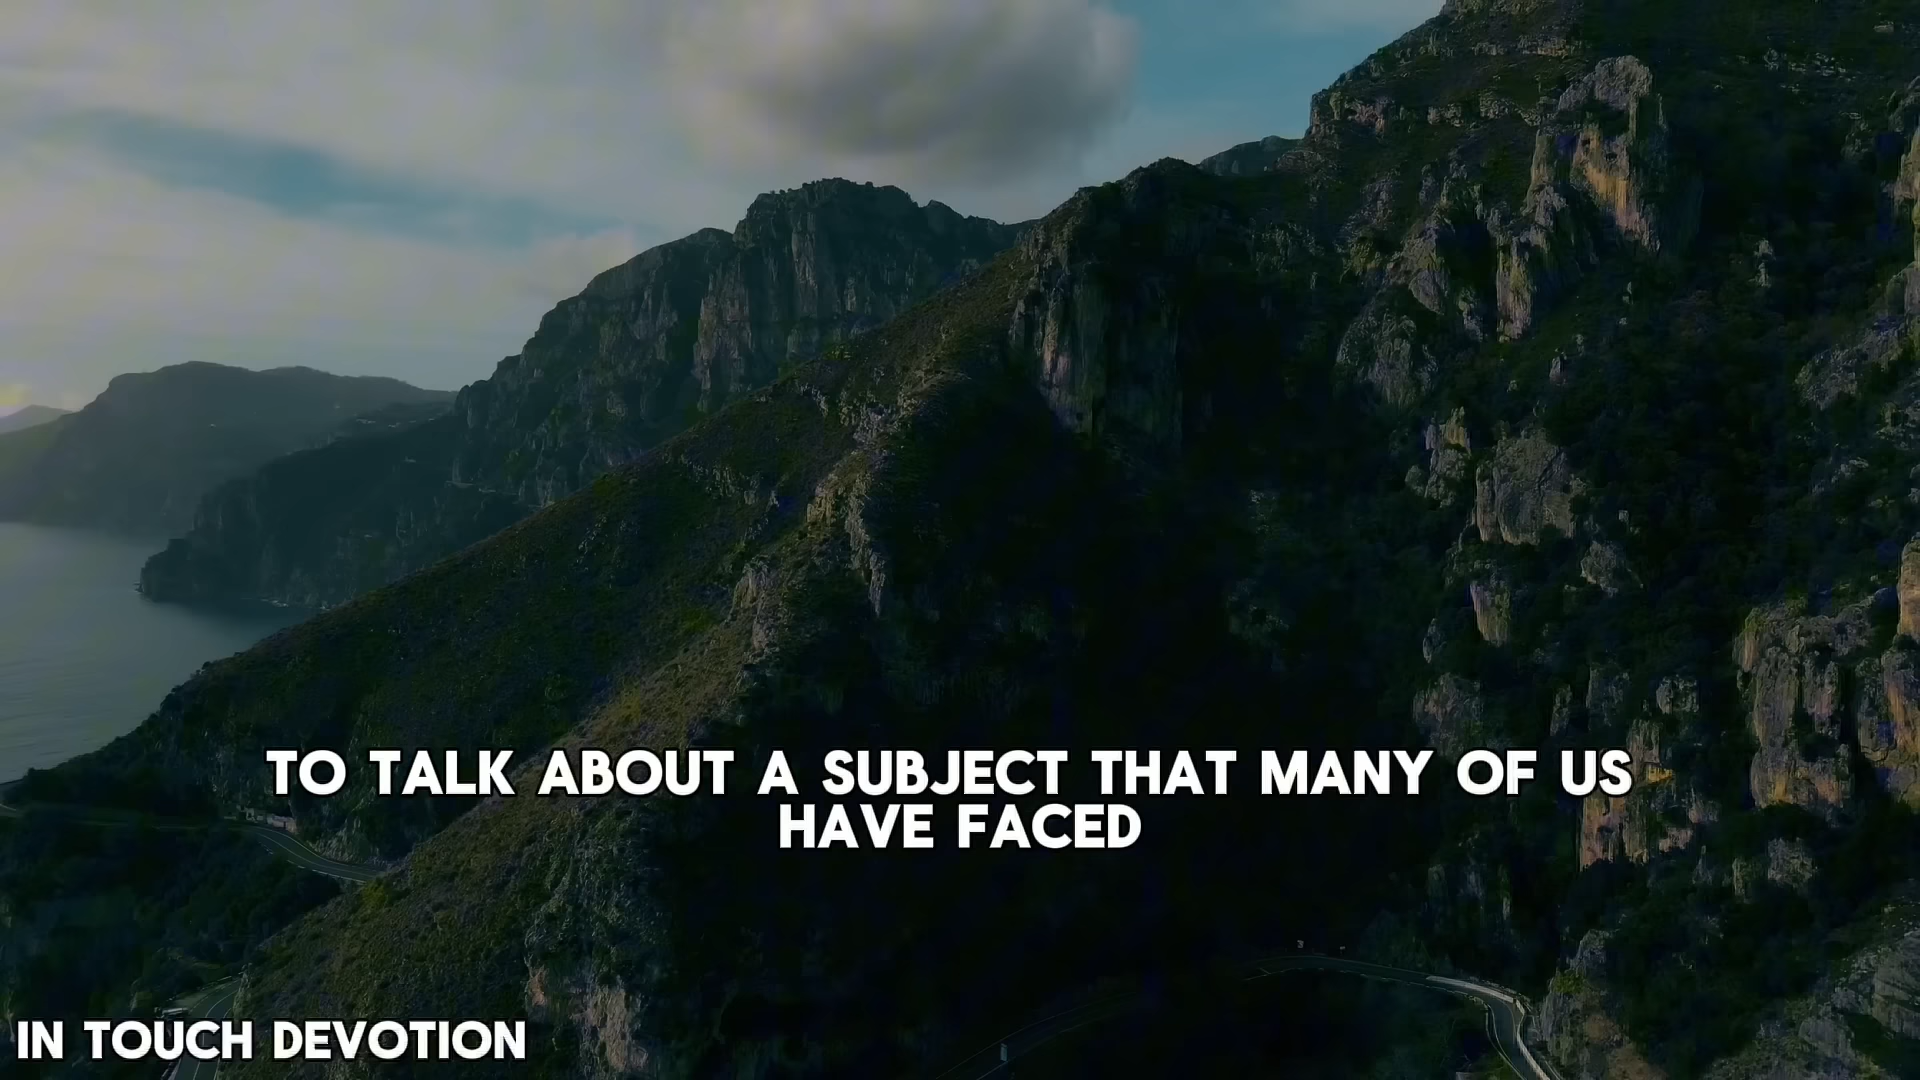 TO TALK ABOUT A SUBJECT THAT MANY OF US
HAVE FACED
IN TOUCH DEVOTION